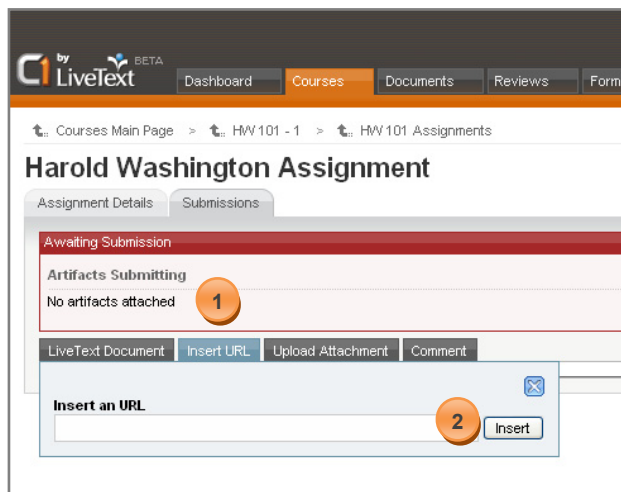 C1 by LiveText BETA
Dashboard Courses Documents Reviews Form
Courses Main Page > HW 101 - 1 > HW 101 Assignments
Harold Washington Assignment
Assignment Details Submissions
Awaiting Submission
Artifacts Submitting
No artifacts attached 1
LiveText Document Insert URL Upload Attachment Comment
Insert an URL
2 Insert